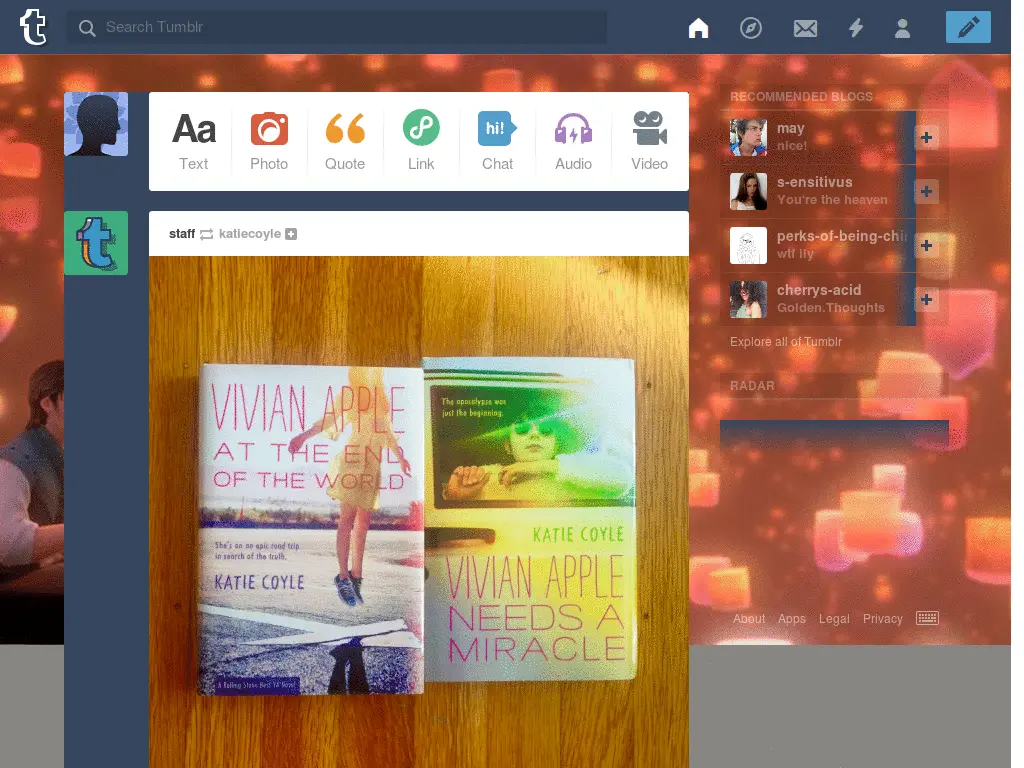 Search Tumblr
Aa
hi!
Text Photo Quote Link Chat Audio Video
staff katiecoyle
VIVIAN APPLE
AT THE END
OF THE WORLD
She's on an epic road trip
in search of the truth.
KATIE COYLE
A Rolling Stone Best YA Novel
The apocalypse was
just the beginning.
KATIE COYLE
VIVIAN APPLE
NEEDS A
MIRACLE
RECOMMENDED BLOGS
may
nice!
s-ensitivus
You're the heaven
perks-of-being-chi
wtf ily
cherrys-acid
Golden.Thoughts
Explore all of Tumblr
RADAR
About Apps Legal Privacy